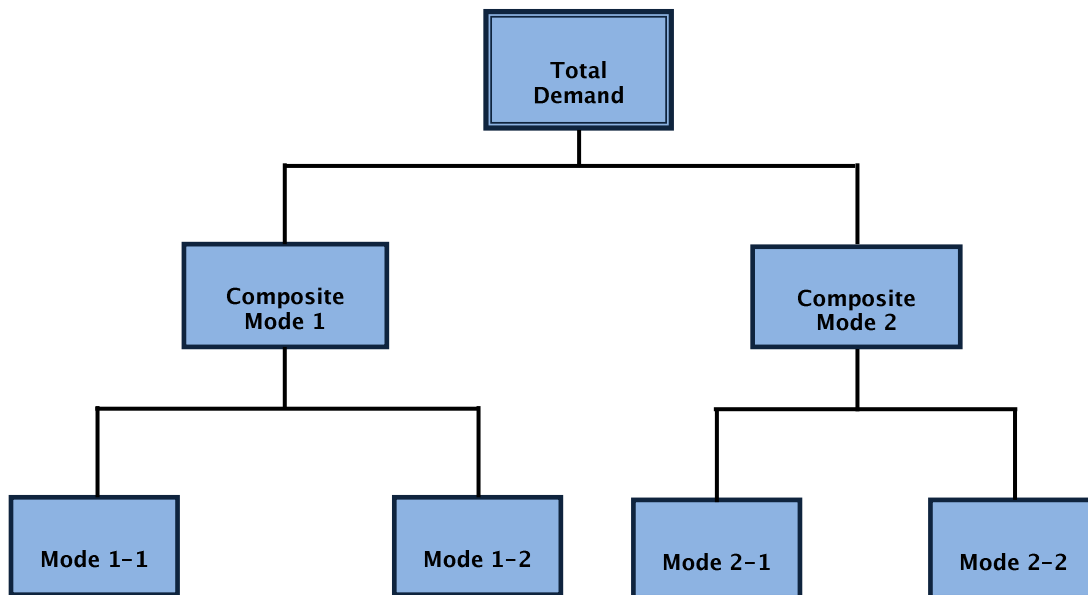 Total
Demand
Composite
Mode 1
Composite
Mode 2
Mode 1-1
Mode 1-2
Mode 2-1
Mode 2-2